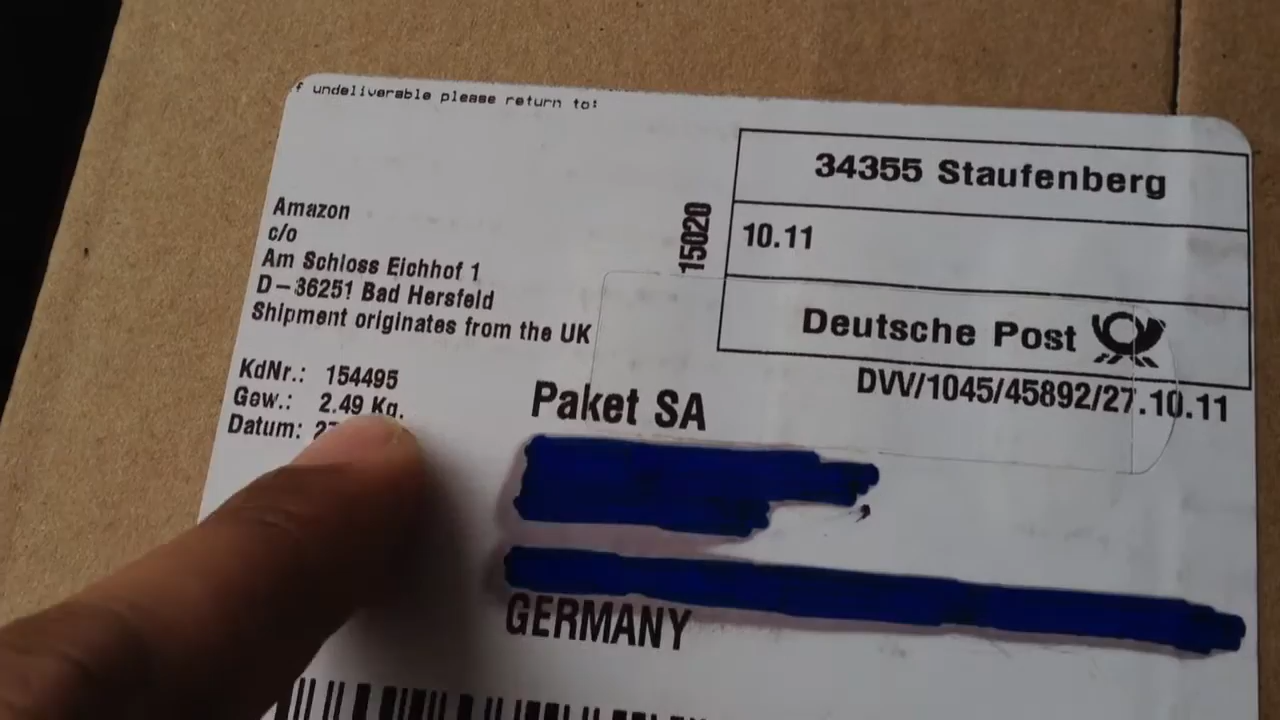 f undeliverable please return to:
Amazon
c/o
Am Schloss Eichhof 1
D-36251 Bad Hersfeld
Shipment originates from the UK
KdNr.: 154495
Gew.: 2.49 Kg.
Datum: 27
15020
34355 Staufenberg
10.11
Deutsche Post
DVV/1045/45892/27.10.11
Paket SA
GERMANY